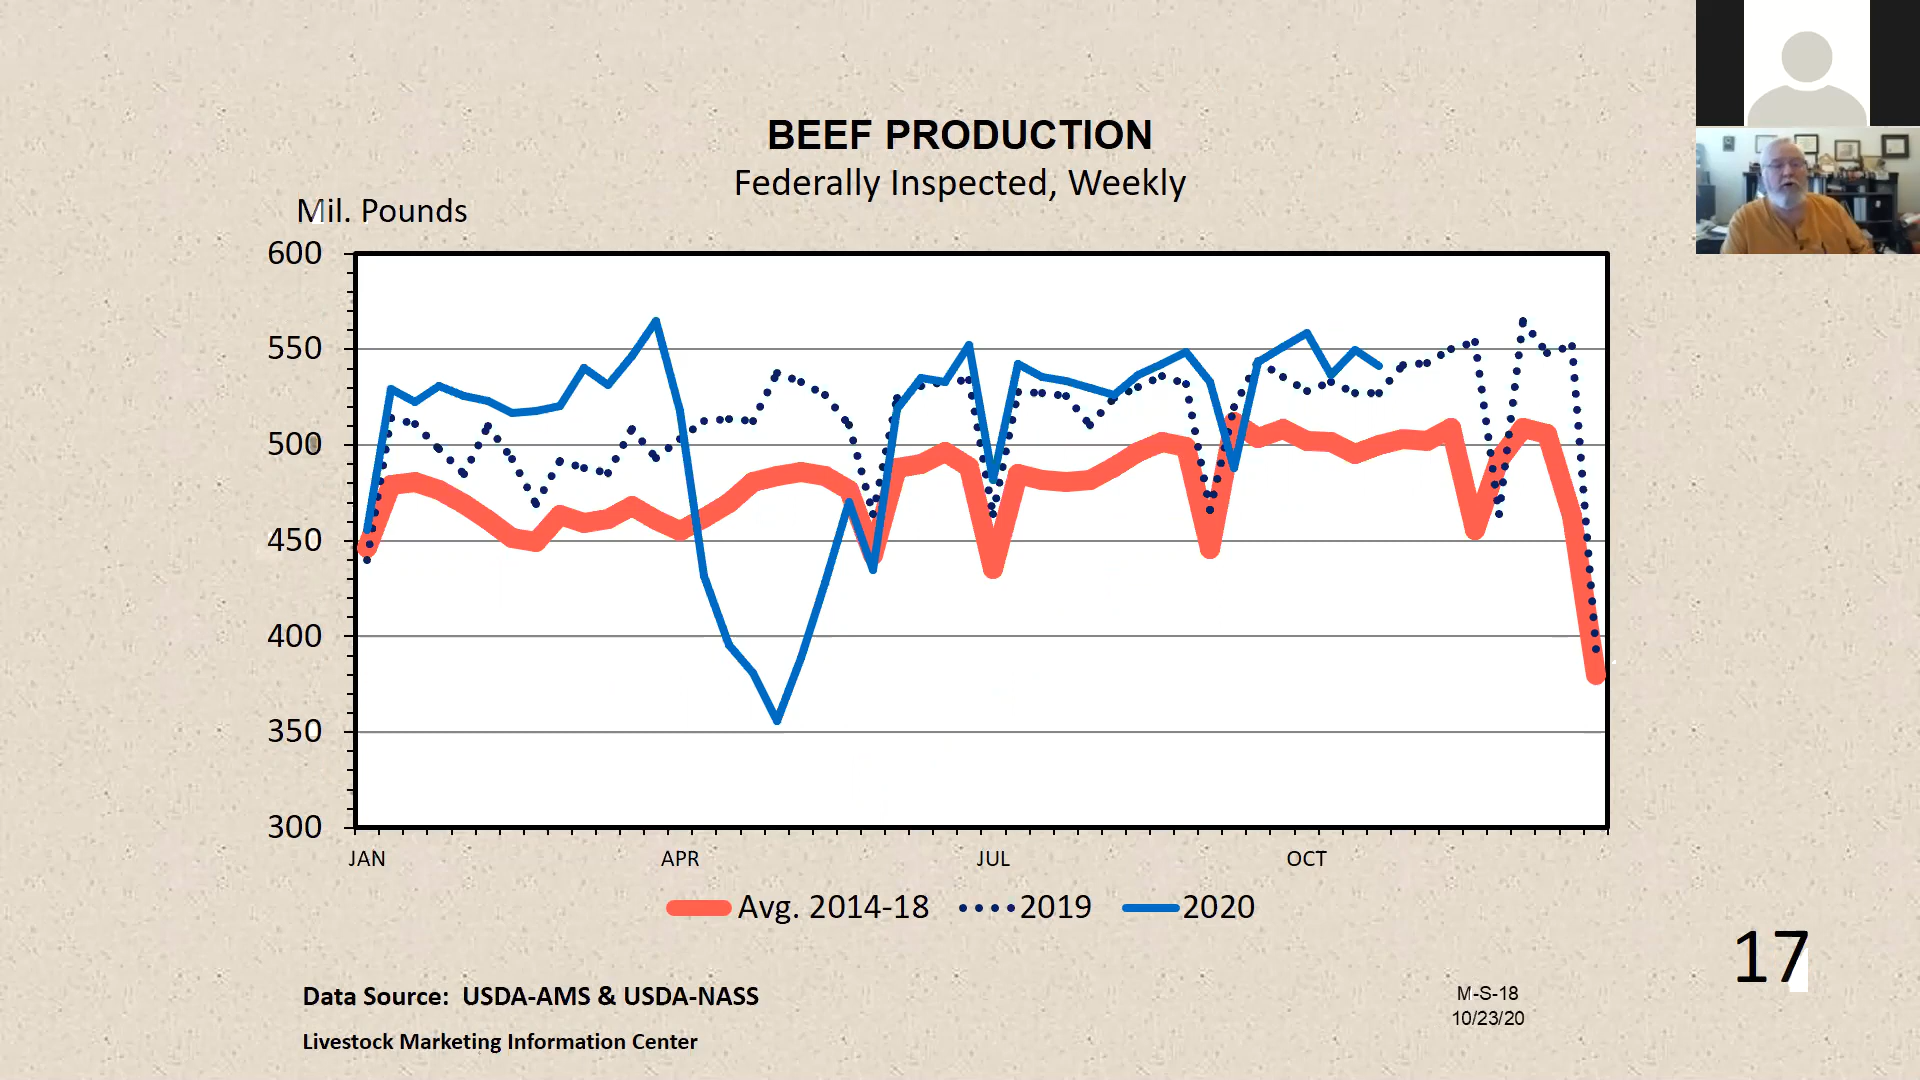 BEEF PRODUCTION
Federally Inspected, Weekly
Mil. Pounds
600
550
500
450
400
350
300
JAN APR JUL OCT
Avg. 2014-18 2019 2020
17
Data Source: USDA-AMS & USDA-NASS
M-S-18
10/23/20
Livestock Marketing Information Center